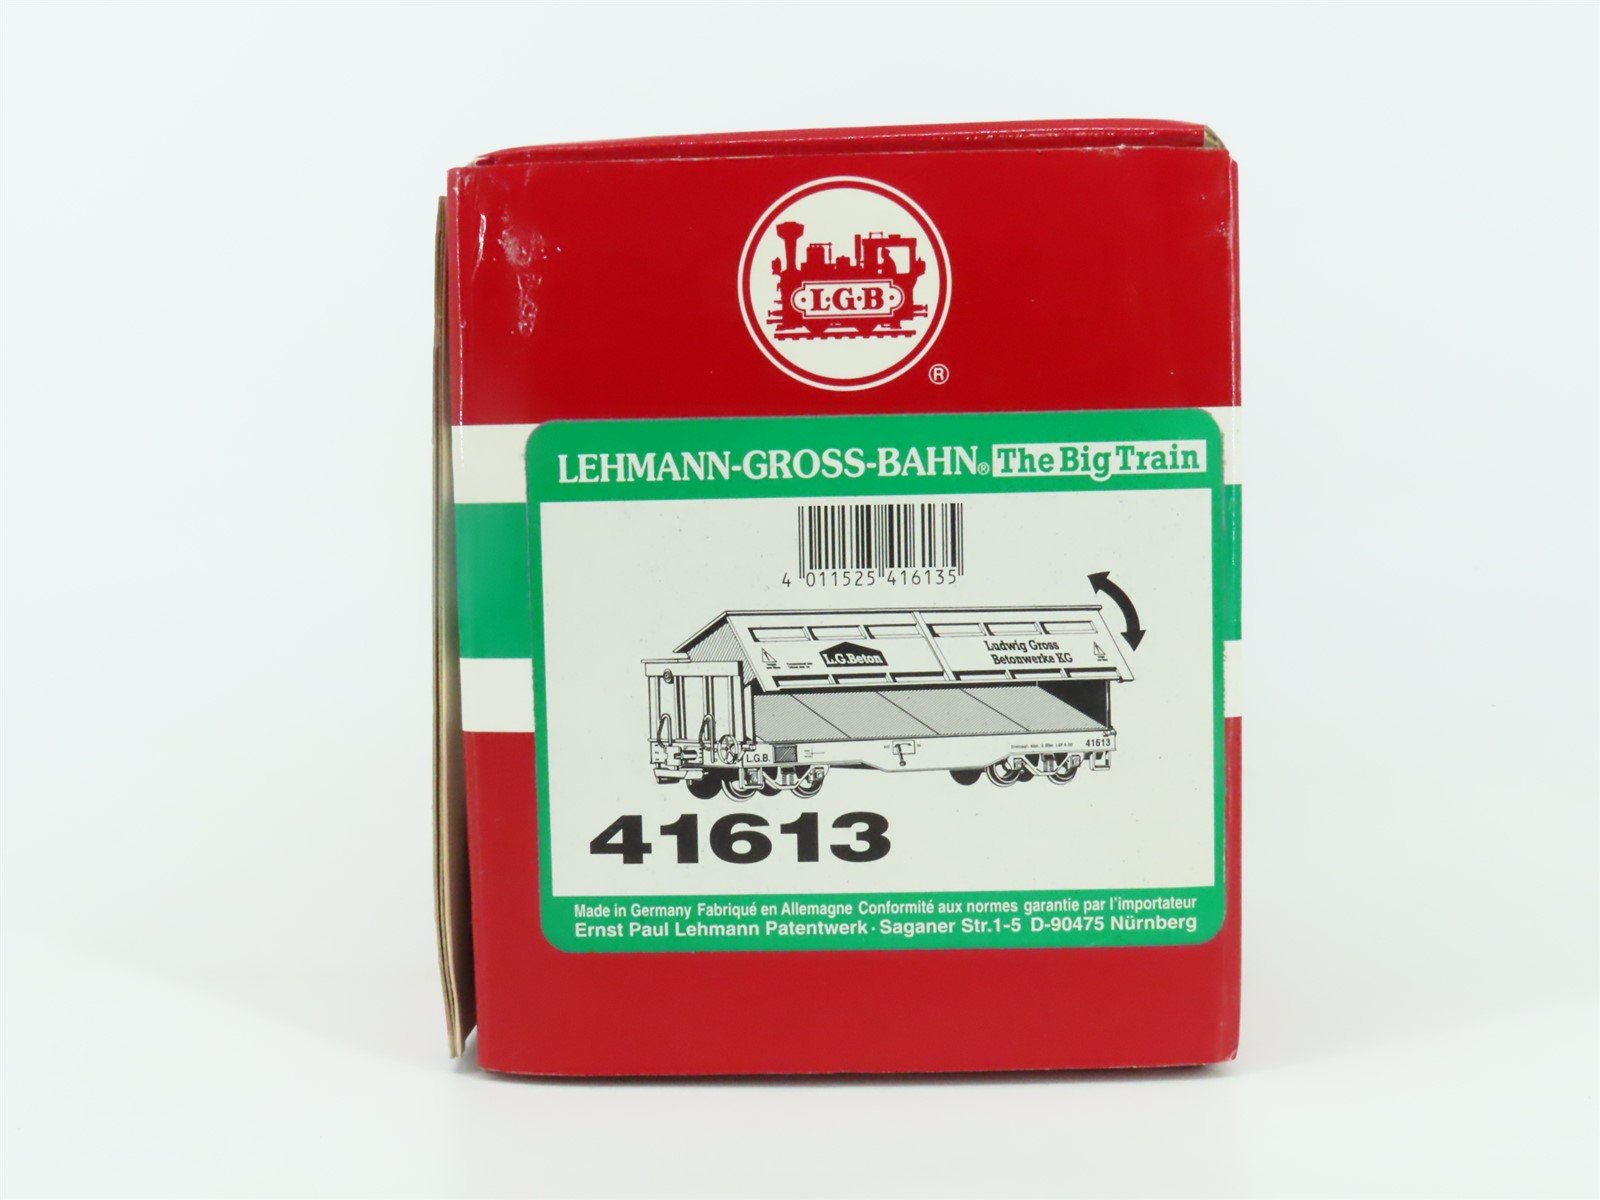 L·G·B
®
LEHMANN-GROSS-BAHN® The Big Train
4 011525 416135
L.G.Beton
Ludwig Gross
Betonwerke KG
L.G.B.
41613
41613
Made in Germany Fabriqué en Allemagne Conformité aux normes garantie par l'importateur
Ernst Paul Lehmann Patentwerk · Saganer Str.1-5 D-90475 Nürnberg